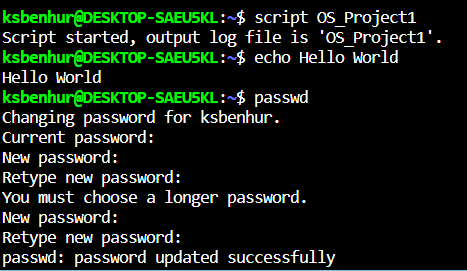 ksbenhur@DESKTOP-SAEU5KL:~$ script OS_Project1
Script started, output log file is 'OS_Project1'.
ksbenhur@DESKTOP-SAEU5KL:~$ echo Hello World
Hello World
ksbenhur@DESKTOP-SAEU5KL:~$ passwd
Changing password for ksbenhur.
Current password:
New password:
Retype new password:
You must choose a longer password.
New password:
Retype new password:
passwd: password updated successfully